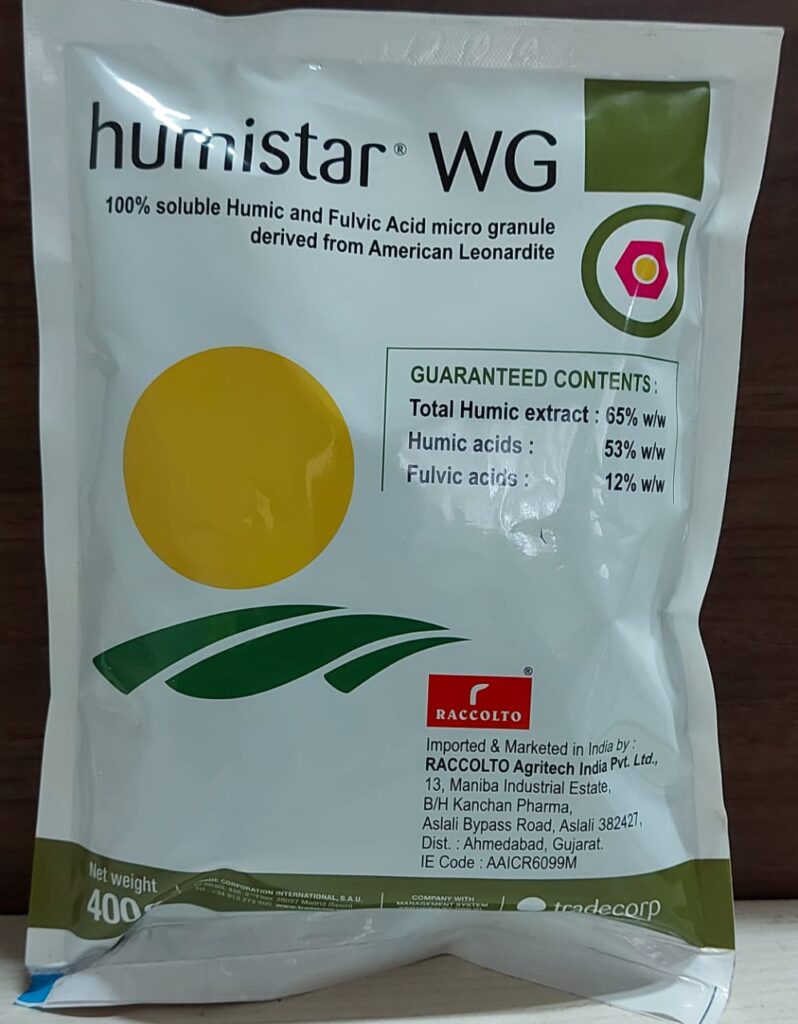 humistar® WG
100% soluble Humic and Fulvic Acid micro granule
derived from American Leonardite
GUARANTEED CONTENTS :
Total Humic extract : 65% w/w
Humic acids : 53% w/w
Fulvic acids : 12% w/w
®
r
RACCOLTO
Imported & Marketed in India by :
RACCOLTO Agritech India Pvt. Ltd.,
13, Maniba Industrial Estate,
B/H Kanchan Pharma,
Aslali Bypass Road, Aslali 382427,
Dist. : Ahmedabad, Gujarat.
IE Code : AAICR6099M
Net weight
400
CORPORATION INTERNATIONAL, S.A.U.
28027 Madrid
COMPANY WITH
MANAGEMENT SYSTEM
tradecorp